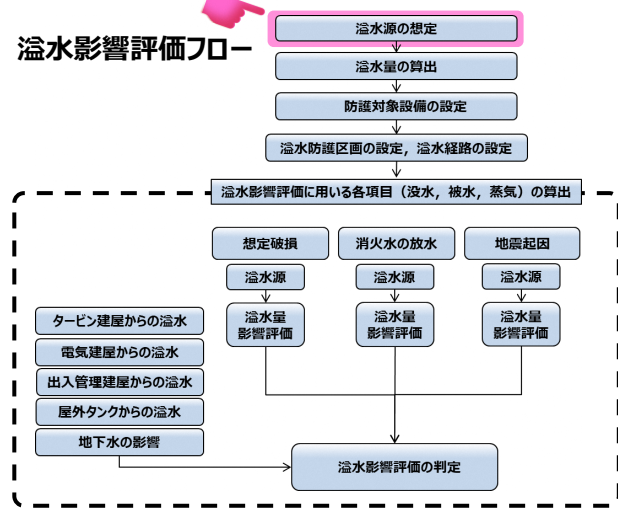 溢水影響評価フロー
溢水源の想定
溢水量の算出
防護対象設備の設定
溢水防護区画の設定，溢水経路の設定
溢水影響評価に用いる各項目（没水，被水，蒸気）の算出
想定破損
消火水の放水
地震起因
溢水源
溢水源
溢水源
溢水量
影響評価
溢水量
影響評価
溢水量
影響評価
タービン建屋からの溢水
電気建屋からの溢水
出入管理建屋からの溢水
屋外タンクからの溢水
地下水の影響
溢水影響評価の判定